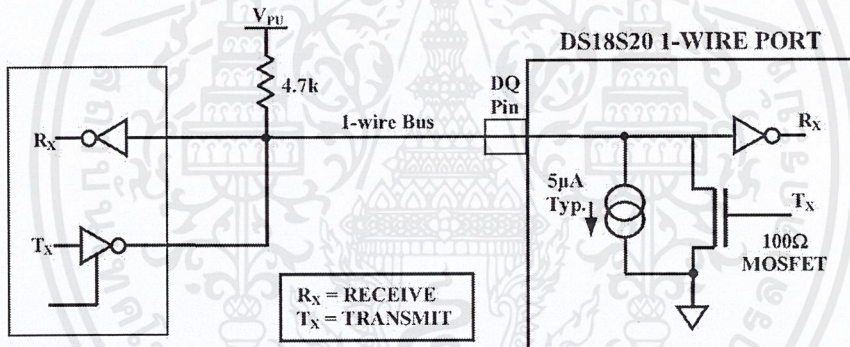 V_PU
DS18S20 1-WIRE PORT
4.7k
DQ
Pin
R_X
1-wire Bus
R_X
5µA
Typ.
T_X
T_X
100Ω
MOSFET
R_X = RECEIVE
T_X = TRANSMIT